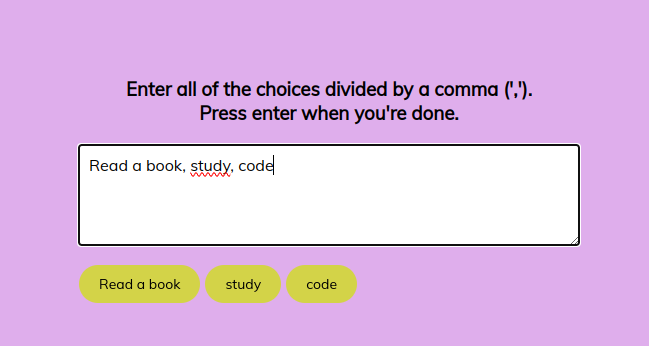 Enter all of the choices divided by a comma (',').
Press enter when you're done.
Read a book, study, code
Read a book study code